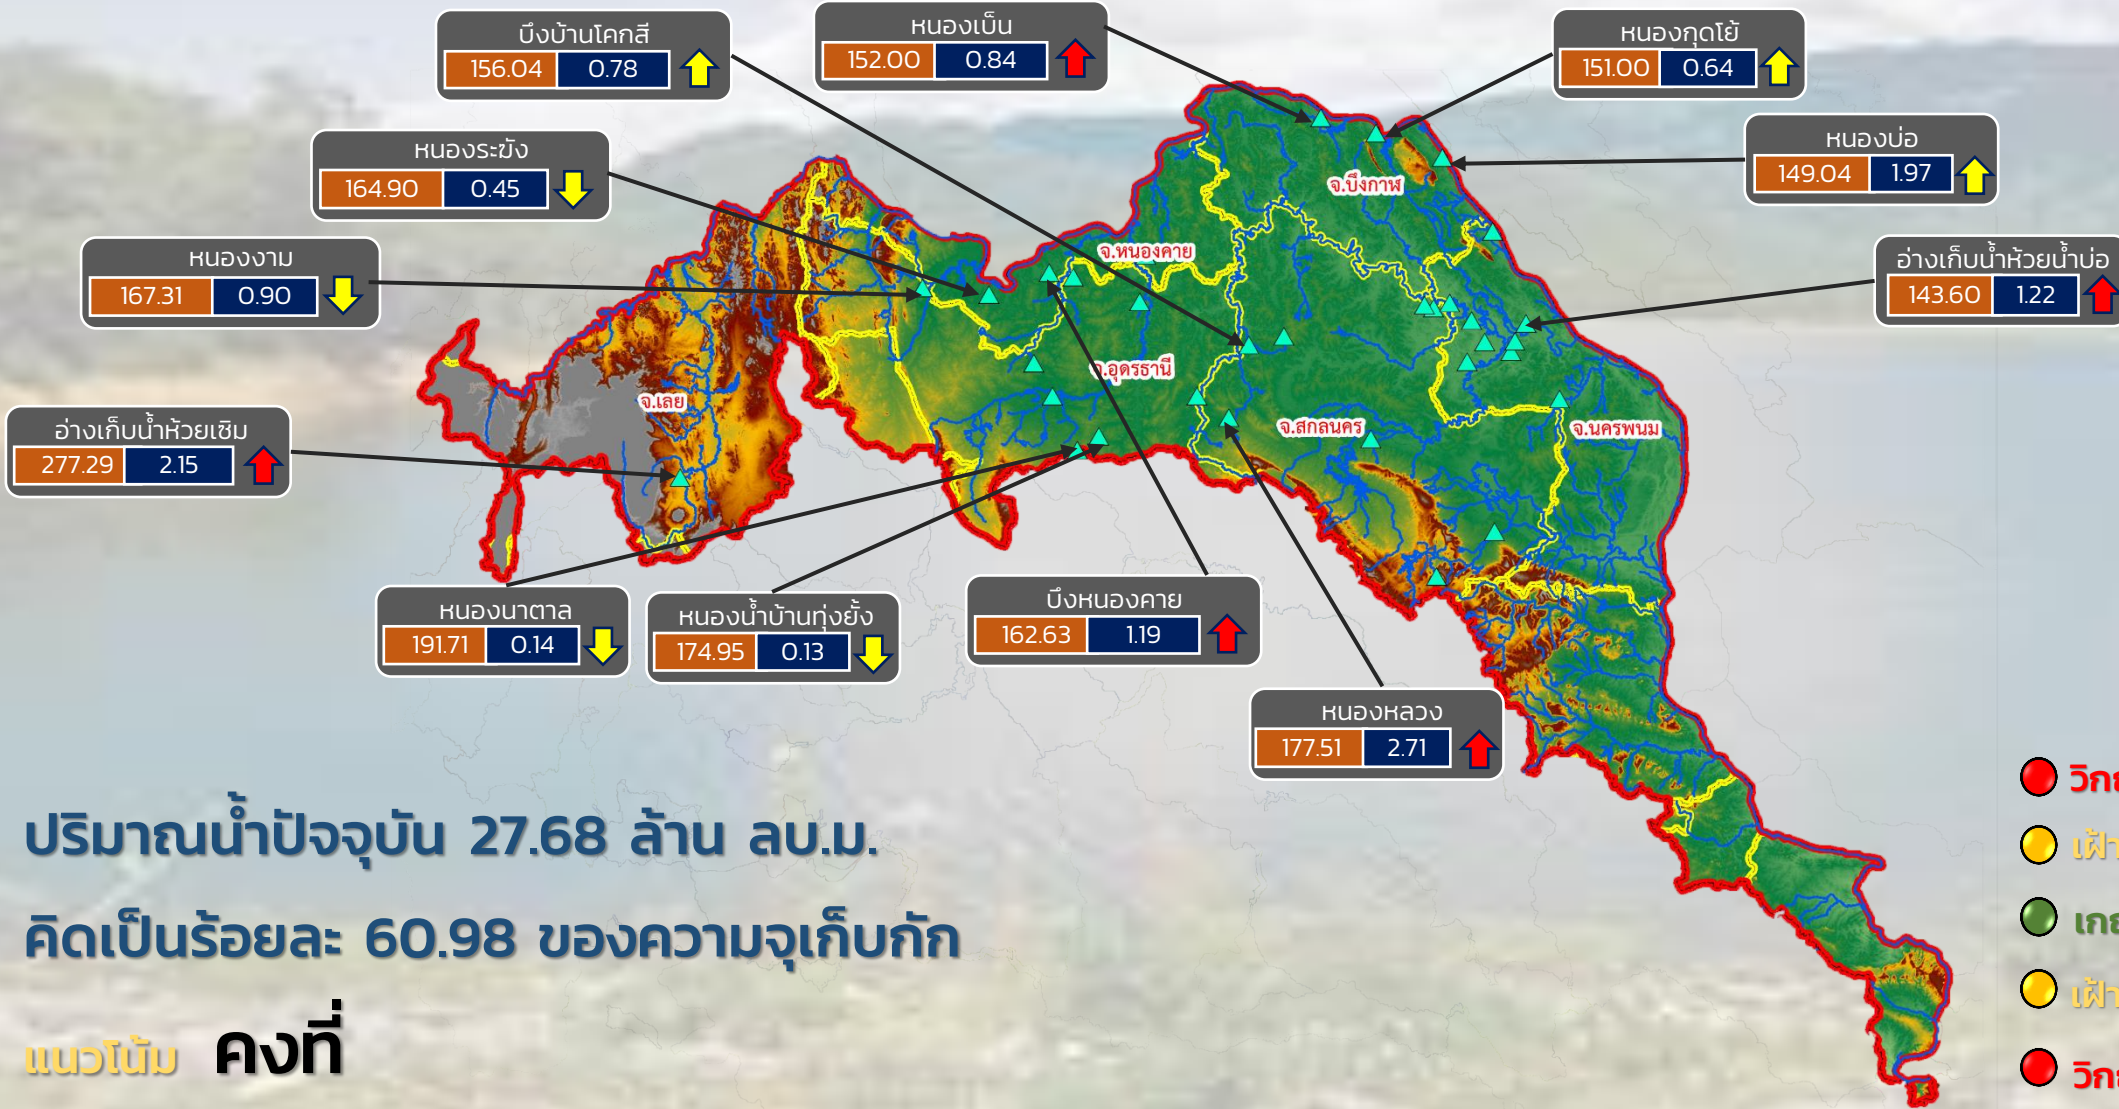 บึงบ้านโคกสี
156.04 0.78
หนองเบ็น
152.00 0.84
หนองกุดโย้
151.00 0.64
หนองระฆัง
164.90 0.45
หนองบ่อ
149.04 1.97
หนองงาม
167.31 0.90
อ่างเก็บน้ำห้วยน้ำบ่อ
143.60 1.22
อ่างเก็บน้ำห้วยเซิม
277.29 2.15
จ.บึงกาฬ
จ.หนองคาย
จ.อุดรธานี
จ.เลย
จ.สกลนคร
จ.นครพนม
หนองนาตาล
191.71 0.14
หนองน้ำบ้านทุ่งยั้ง
174.95 0.13
บึงหนองคาย
162.63 1.19
หนองหลวง
177.51 2.71
ปริมาณน้ำปัจจุบัน 27.68 ล้าน ลบ.ม.
คิดเป็นร้อยละ 60.98 ของความจุเก็บกัก
แนวโน้ม คงที่